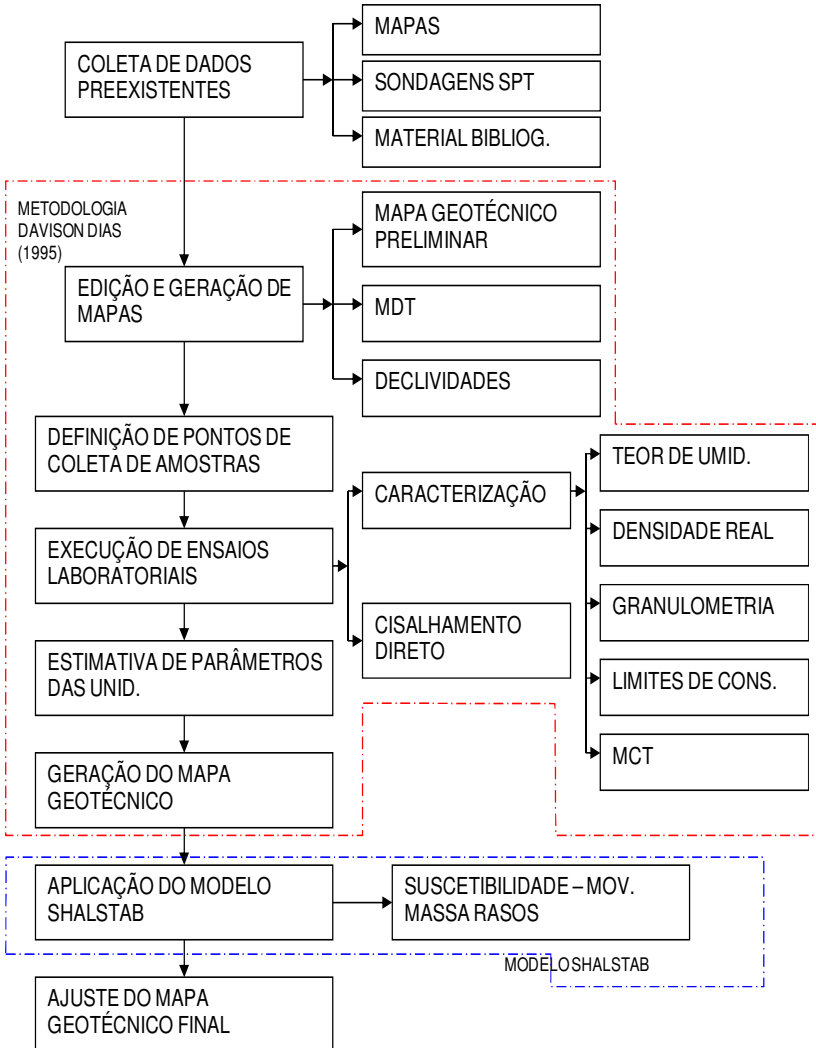 COLETA DE DADOS
PREEXISTENTES
MAPAS
SONDAGENS SPT
MATERIAL BIBLIOG.
METODOLOGIA
DAVISON DIAS
(1995)
EDIÇÃO E GERAÇÃO DE
MAPAS
MAPA GEOTÉCNICO
PRELIMINAR
MDT
DECLIVIDADES
DEFINIÇÃO DE PONTOS DE
COLETA DE AMOSTRAS
EXECUÇÃO DE ENSAIOS
LABORATORIAIS
CARACTERIZAÇÃO
CISALHAMENTO
DIRETO
TEOR DE UMID.
DENSIDADE REAL
GRANULOMETRIA
LIMITES DE CONS.
MCT
ESTIMATIVA DE PARÂMETROS
DAS UNID.
GERAÇÃO DO MAPA
GEOTÉCNICO
APLICAÇÃO DO MODELO
SHALSTAB
SUSCETIBILIDADE – MOV.
MASSA RASOS
MODELO SHALSTAB
AJUSTE DO MAPA
GEOTÉCNICO FINAL